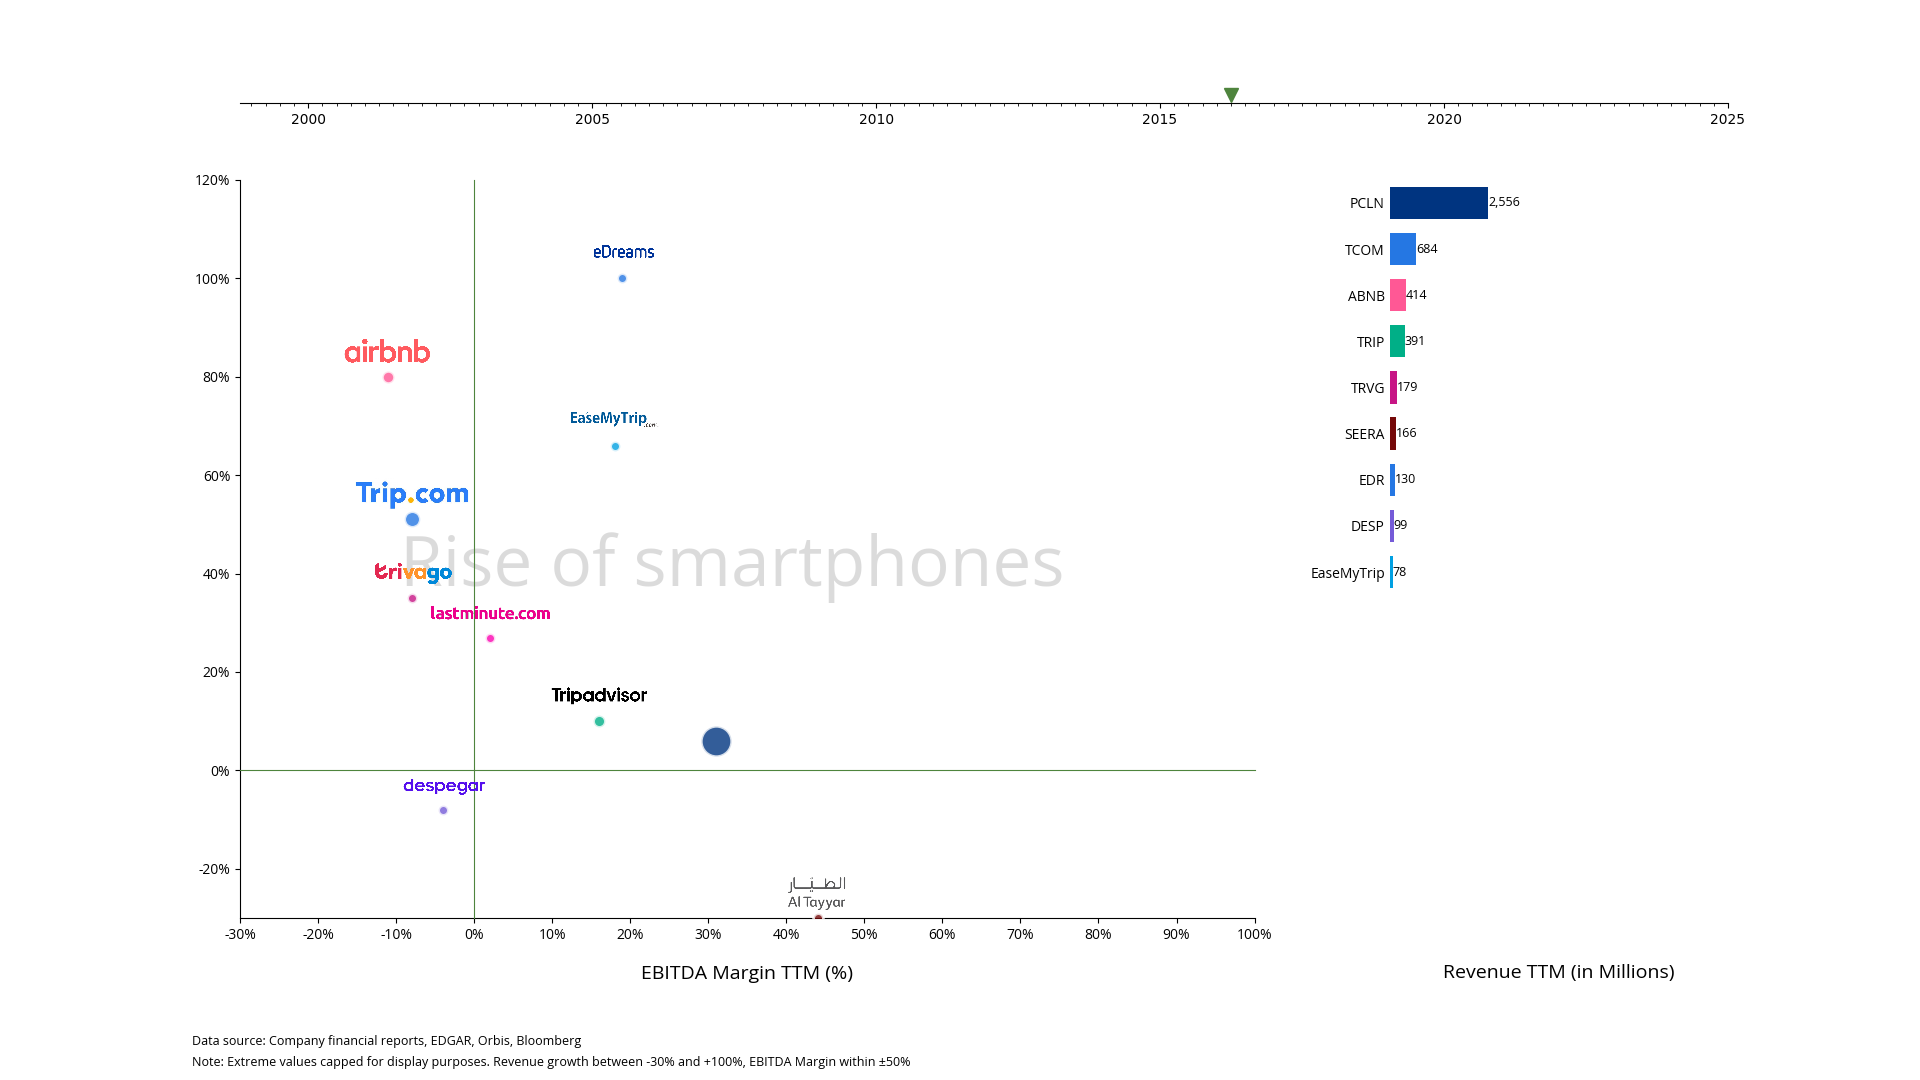 2000 2005 2010 2015 2020 2025
120%
100%
80%
60%
40%
20%
0%
-20%
eDreams
airbnb
EaseMyTrip.com
Trip.com
Rise of smartphones
trivago
lastminute.com
Tripadvisor
despegar
الطيّار
Al Tayyar
-30% -20% -10% 0% 10% 20% 30% 40% 50% 60% 70% 80% 90% 100%
EBITDA Margin TTM (%)
PCLN 2,556
TCOM 684
ABNB 414
TRIP 391
TRVG 179
SEERA 166
EDR 130
DESP 99
EaseMyTrip 78
Revenue TTM (in Millions)
Data source: Company financial reports, EDGAR, Orbis, Bloomberg
Note: Extreme values capped for display purposes. Revenue growth between -30% and +100%, EBITDA Margin within ±50%